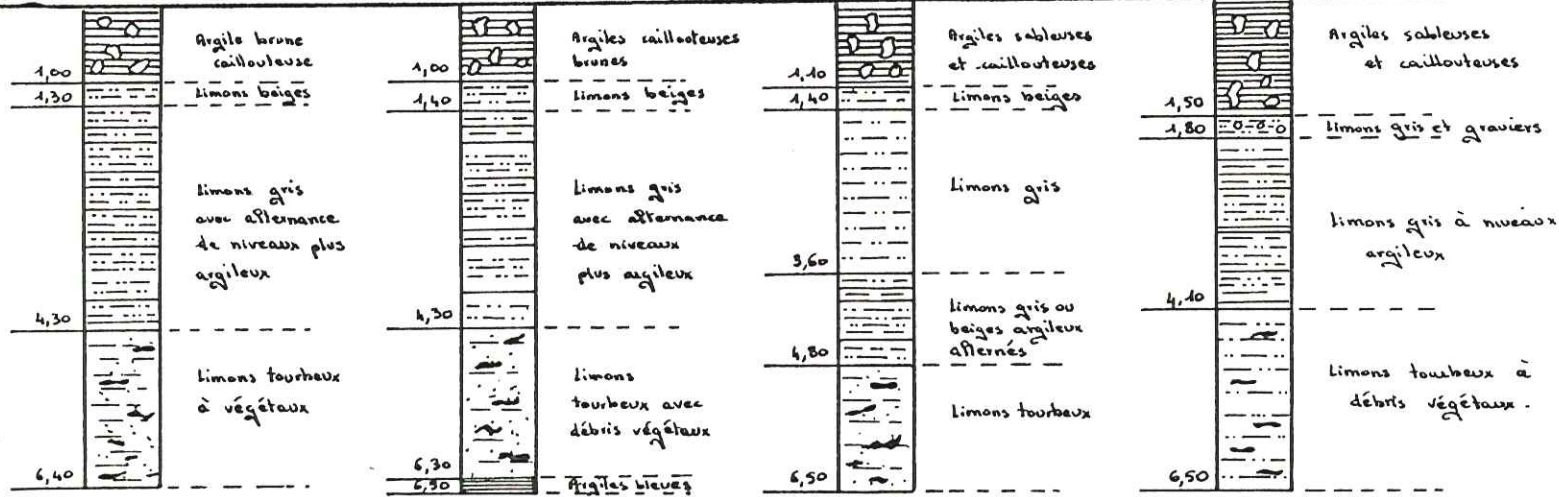 Argile brune
caillouteuse
1,00
Limons beiges
1,30
Limons gris
avec alternance
de niveaux plus
argileux
4,30
Limons tourbeux
à végétaux
6,40
Argiles caillouteuses
brunes
1,00
Limons beiges
1,40
Limons gris
avec alternance
de niveaux
plus argileux
4,30
Limons
tourbeux avec
débris végétaux
6,30
Argiles bleues
6,50
Argiles sableuses
et caillouteuses
1,10
Limons beiges
1,40
Limons gris
3,60
Limons gris ou
beiges argileux
alternés
4,80
Limons tourbeux
6,50
Argiles sableuses
et caillouteuses
1,50
Limons gris et graviers
1,80
Limons gris à niveaux
argileux
4,10
Limons tourbeux à
débris végétaux.
6,50